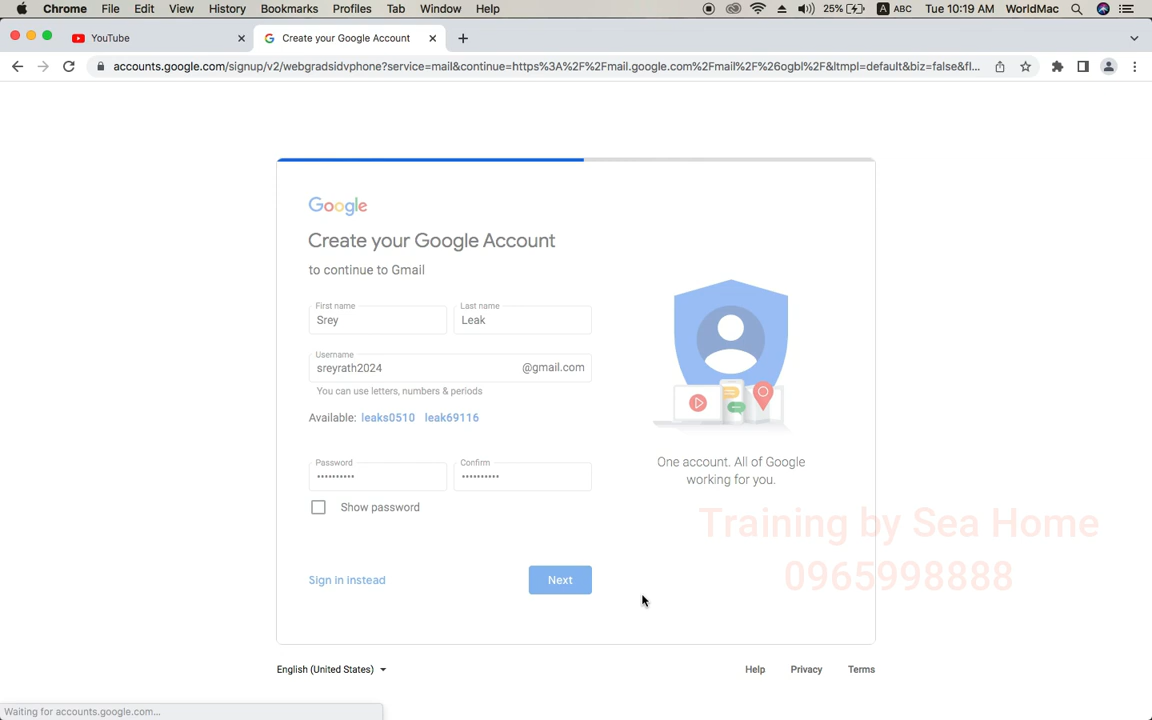 Chrome File Edit View History Bookmarks Profiles Tab Window Help 25% A ABC Tue 10:19 AM WorldMac
YouTube Create your Google Account
accounts.google.com/signup/v2/webgradsidvphone?service=mail&continue=https%3A%2F%2Fmail.google.com%2Fmail%2F%26ogbl%2F&ltmpl=default&biz=false&fl...
Google
Create your Google Account
to continue to Gmail
First name Last name
Srey Leak
Username
sreyrath2024 @gmail.com
You can use letters, numbers & periods
Available: leaks0510 leak69116
Password Confirm
•••••••••• ••••••••••
Show password
One account. All of Google
working for you.
Training by Sea Home
0965998888
Sign in instead Next
English (United States) Help Privacy Terms
Waiting for accounts.google.com...